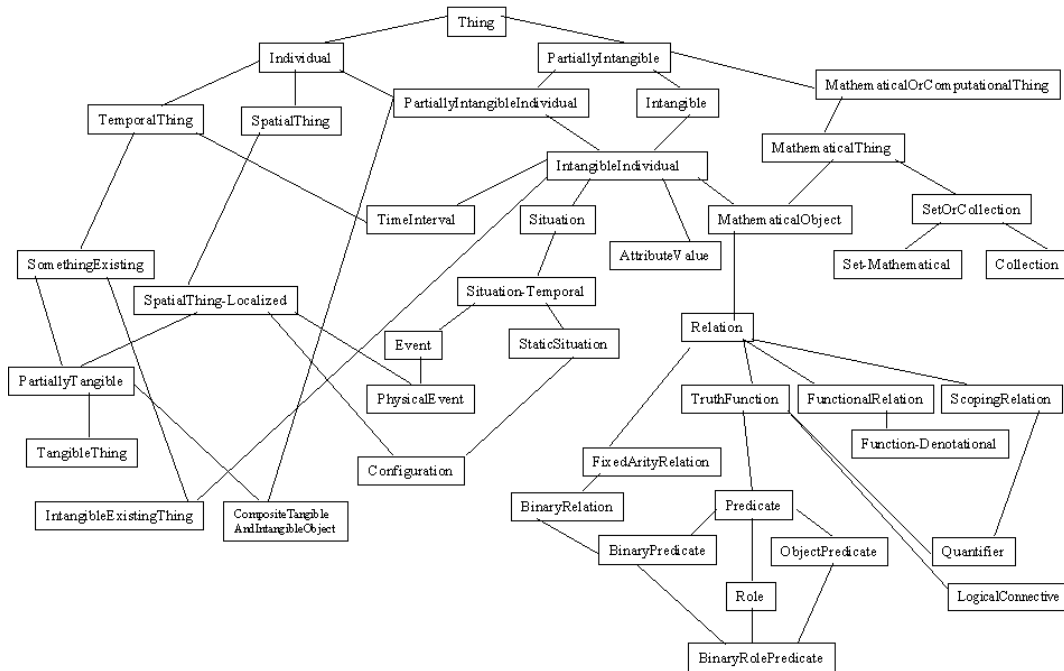 Thing
Individual
PartiallyIntangible
MathematicalOrComputationalThing
PartiallyIntangibleIndividual
Intangible
TemporalThing
SpatialThing
MathematicalThing
IntangibleIndividual
TimeInterval
Situation
MathematicalObject
SetOrCollection
AttributeValue
SomethingExisting
Set-Mathematical
Collection
SpatialThing-Localized
Situation-Temporal
Relation
Event
StaticSituation
PartiallyTangible
PhysicalEvent
TruthFunction
FunctionalRelation
ScopingRelation
TangibleThing
Function-Denotational
Configuration
FixedArityRelation
IntangibleExistingThing
CompositeTangible
AndIntangibleObject
BinaryRelation
Predicate
BinaryPredicate
ObjectPredicate
Quantifier
Role
LogicalConnective
BinaryRolePredicate